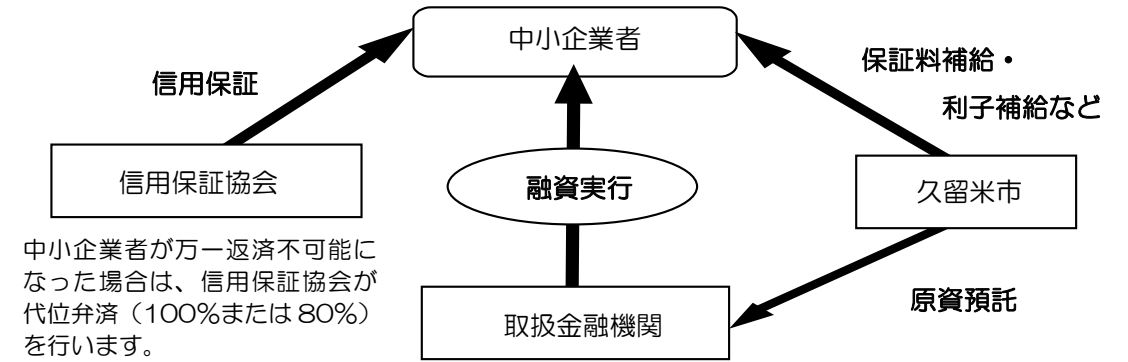 中小企業者
信用保証
保証料補給・
利子補給など
信用保証協会
融資実行
久留米市
中小企業者が万一返済不可能に
なった場合は、信用保証協会が
代位弁済（100％または80％）
を行います。
原資預託
取扱金融機関